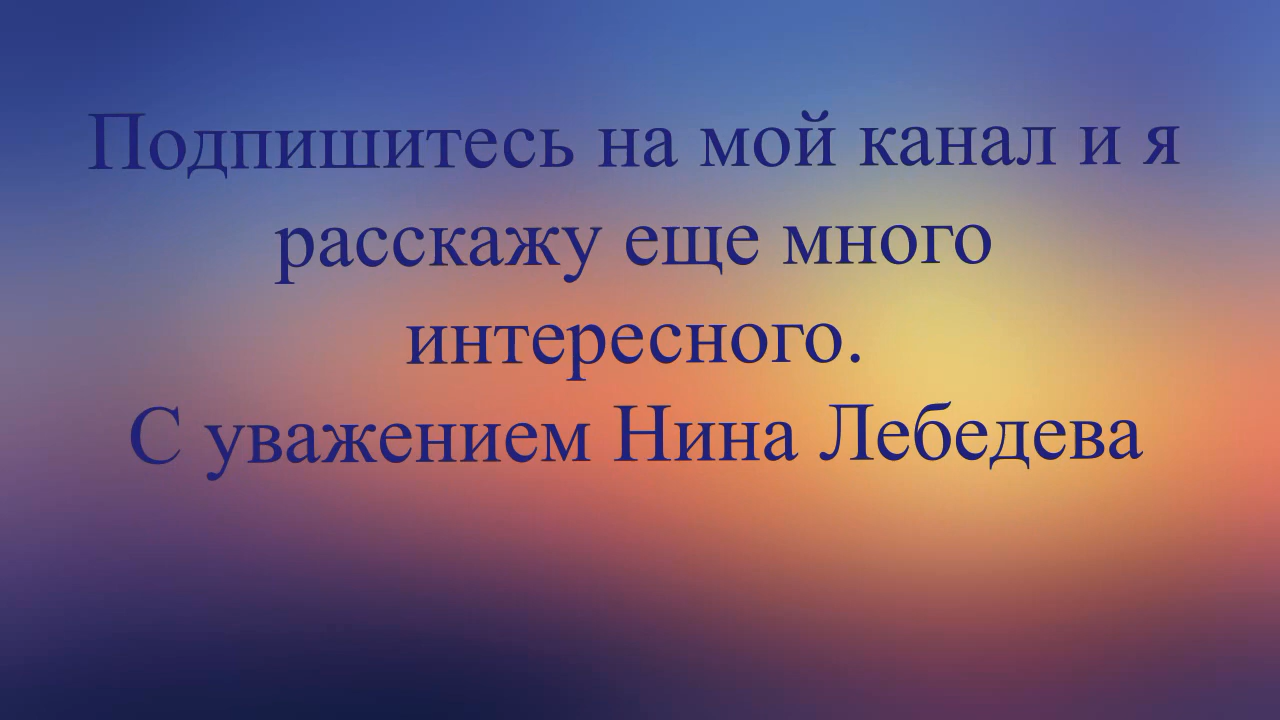 Подпишитесь на мой канал и я
расскажу еще много
интересного.
С уважением Нина Лебедева